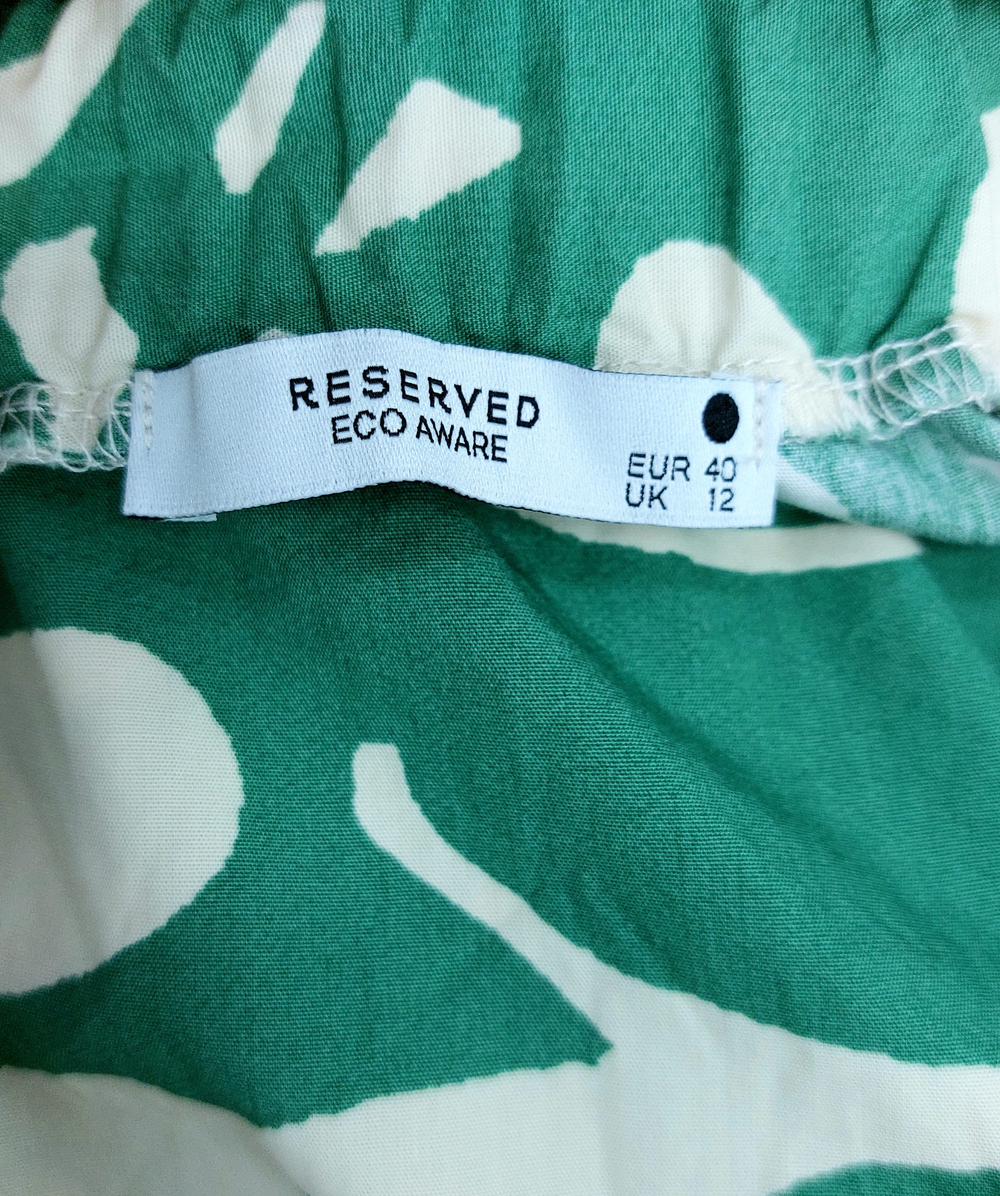 RESERVED
ECO AWARE
EUR 40
UK 12